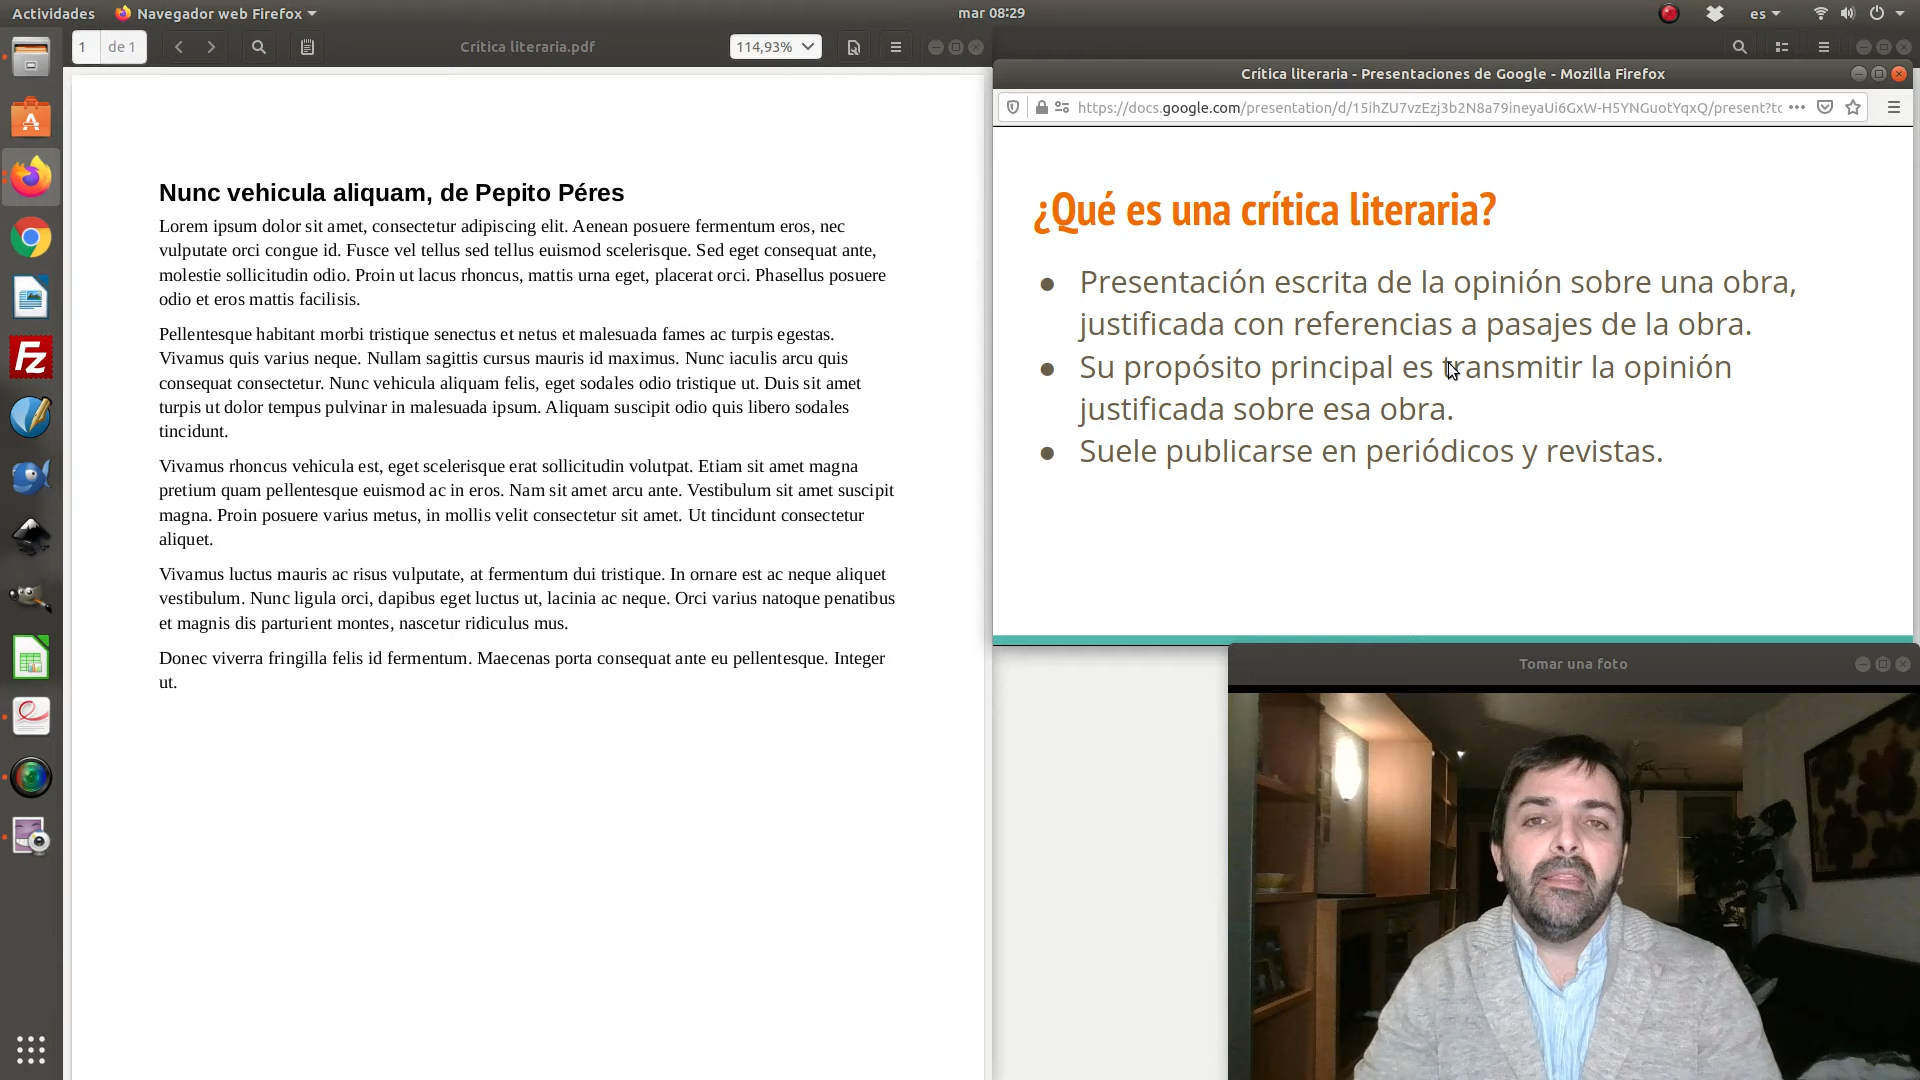 Actividades
Navegador web Firefox
mar 08:29
es
1
de 1
Crítica literaria.pdf
114,93%
Nunc vehicula aliquam, de Pepito Péres
Lorem ipsum dolor sit amet, consectetur adipiscing elit. Aenean posuere fermentum eros, nec
vulputate orci congue id. Fusce vel tellus sed tellus euismod scelerisque. Sed eget consequat ante,
molestie sollicitudin odio. Proin ut lacus rhoncus, mattis urna eget, placerat orci. Phasellus posuere
odio et eros mattis facilisis.
Pellentesque habitant morbi tristique senectus et netus et malesuada fames ac turpis egestas.
Vivamus quis varius neque. Nullam sagittis cursus mauris id maximus. Nunc iaculis arcu quis
consequat consectetur. Nunc vehicula aliquam felis, eget sodales odio tristique ut. Duis sit amet
turpis ut dolor tempus pulvinar in malesuada ipsum. Aliquam suscipit odio quis libero sodales
tincidunt.
Vivamus rhoncus vehicula est, eget scelerisque erat sollicitudin volutpat. Etiam sit amet magna
pretium quam pellentesque euismod ac in eros. Nam sit amet arcu ante. Vestibulum sit amet suscipit
magna. Proin posuere varius metus, in mollis velit consectetur sit amet. Ut tincidunt consectetur
aliquet.
Vivamus luctus mauris ac risus vulputate, at fermentum dui tristique. In ornare est ac neque aliquet
vestibulum. Nunc ligula orci, dapibus eget luctus ut, lacinia ac neque. Orci varius natoque penatibus
et magnis dis parturient montes, nascetur ridiculus mus.
Donec viverra fringilla felis id fermentum. Maecenas porta consequat ante eu pellentesque. Integer
ut.
Crítica literaria - Presentaciones de Google - Mozilla Firefox
https://docs.google.com/presentation/d/15ihZU7vzEzj3b2N8a79ineyaUi6GxW-H5YNGuotYqxQ/present?tc
¿Qué es una crítica literaria?
● Presentación escrita de la opinión sobre una obra,
justificada con referencias a pasajes de la obra.
● Su propósito principal es transmitir la opinión
justificada sobre esa obra.
● Suele publicarse en periódicos y revistas.
Tomar una foto
Fz